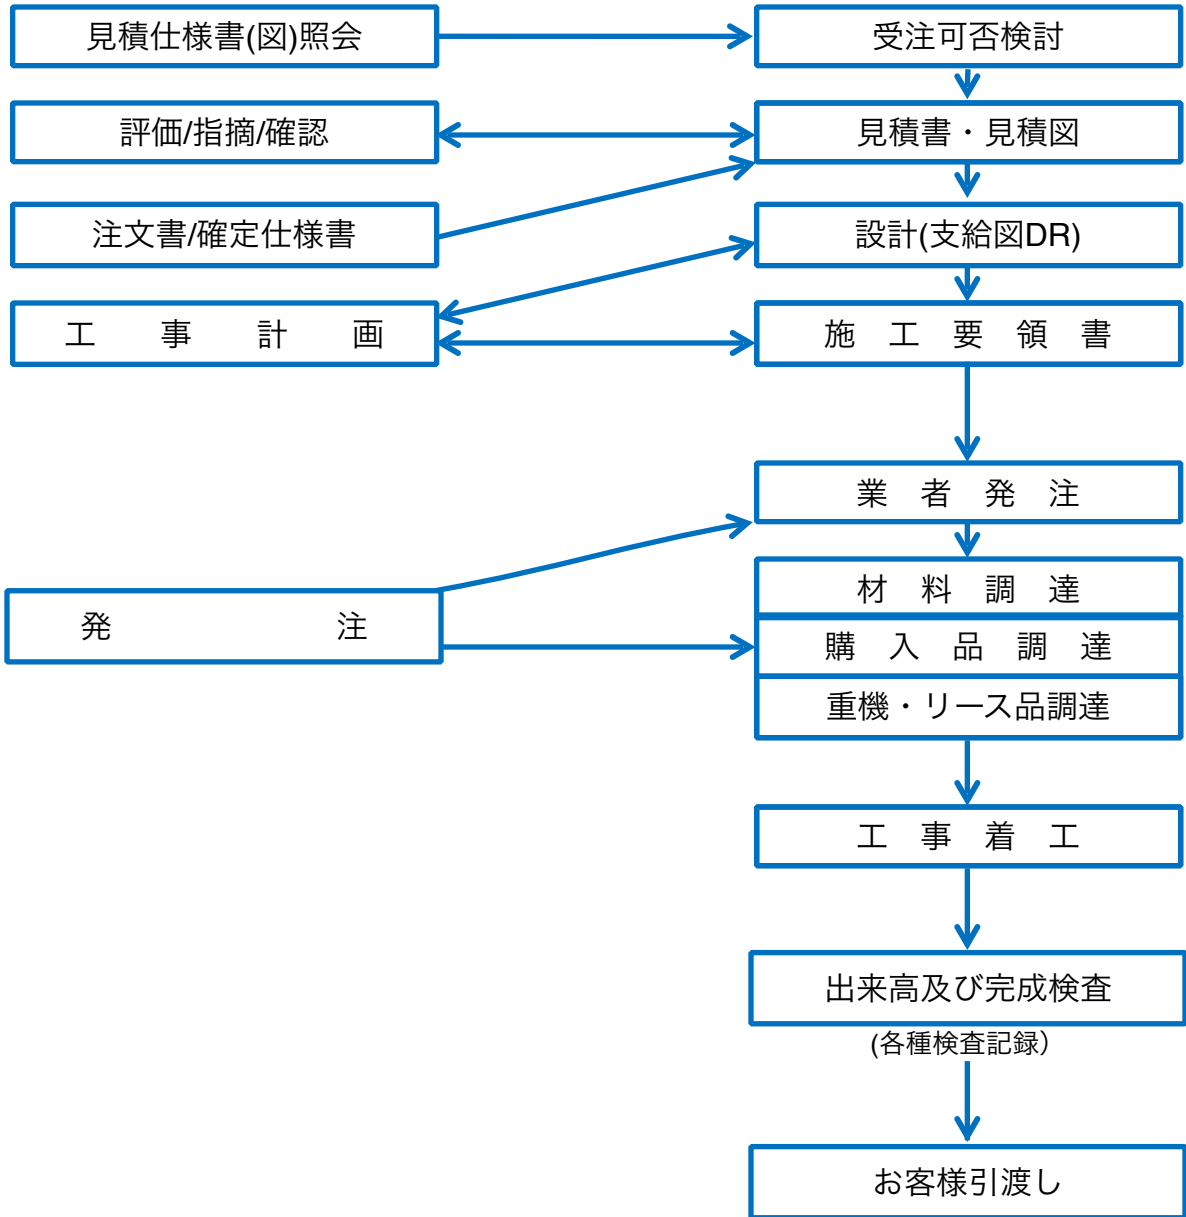 見積仕様書(図)照会
受注可否検討
評価/指摘/確認
見積書・見積図
注文書/確定仕様書
設計(支給図DR)
工 事 計 画
施 工 要 領 書
業 者 発 注
発 注
材 料 調 達
購 入 品 調 達
重機・リース品調達
工 事 着 工
出来高及び完成検査
(各種検査記録）
お客様引渡し